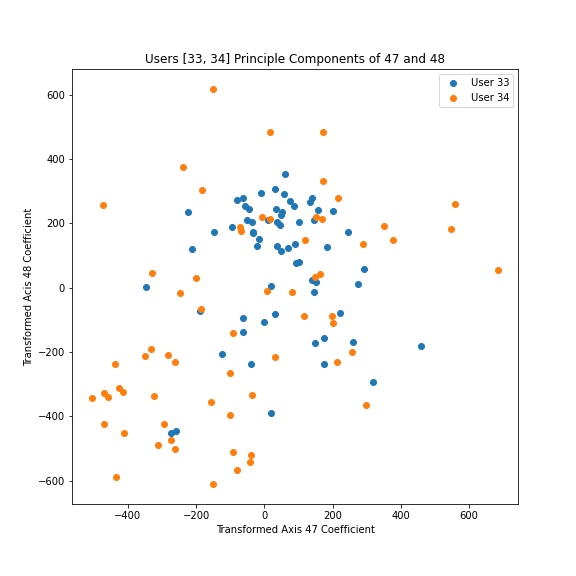 Users [33, 34] Principle Components of 47 and 48
User 33
User 34
600
400
200
0
−200
−400
−600
Transformed Acis 48 Coefficient
−400
−200
0
200
400
600
Transformed Axis 47 Coefficient